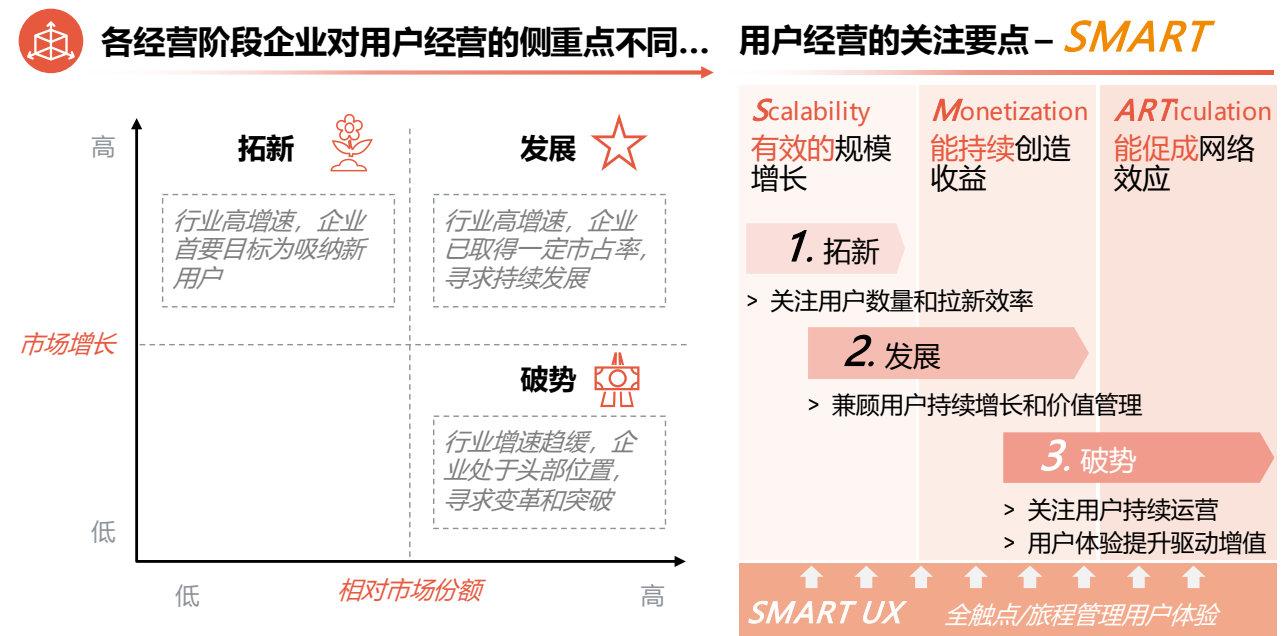 各经营阶段企业对用户经营的侧重点不同…
高
拓新
行业高增速，企业
首要目标为吸纳新
用户
发展
行业高增速，企业
已取得一定市占率，
寻求持续发展
市场增长
破势
行业增速趋缓，企
业处于头部位置，
寻求变革和突破
低
低
相对市场份额
高
用户经营的关注要点 – SMART
Scalability
有效的规模
增长
Monetization
能持续创造
收益
ARTiculation
能促成网络
效应
1. 拓新
> 关注用户数量和拉新效率
2. 发展
> 兼顾用户持续增长和价值管理
3. 破势
> 关注用户持续运营
> 用户体验提升驱动增值
SMART UX 全触点/旅程管理用户体验